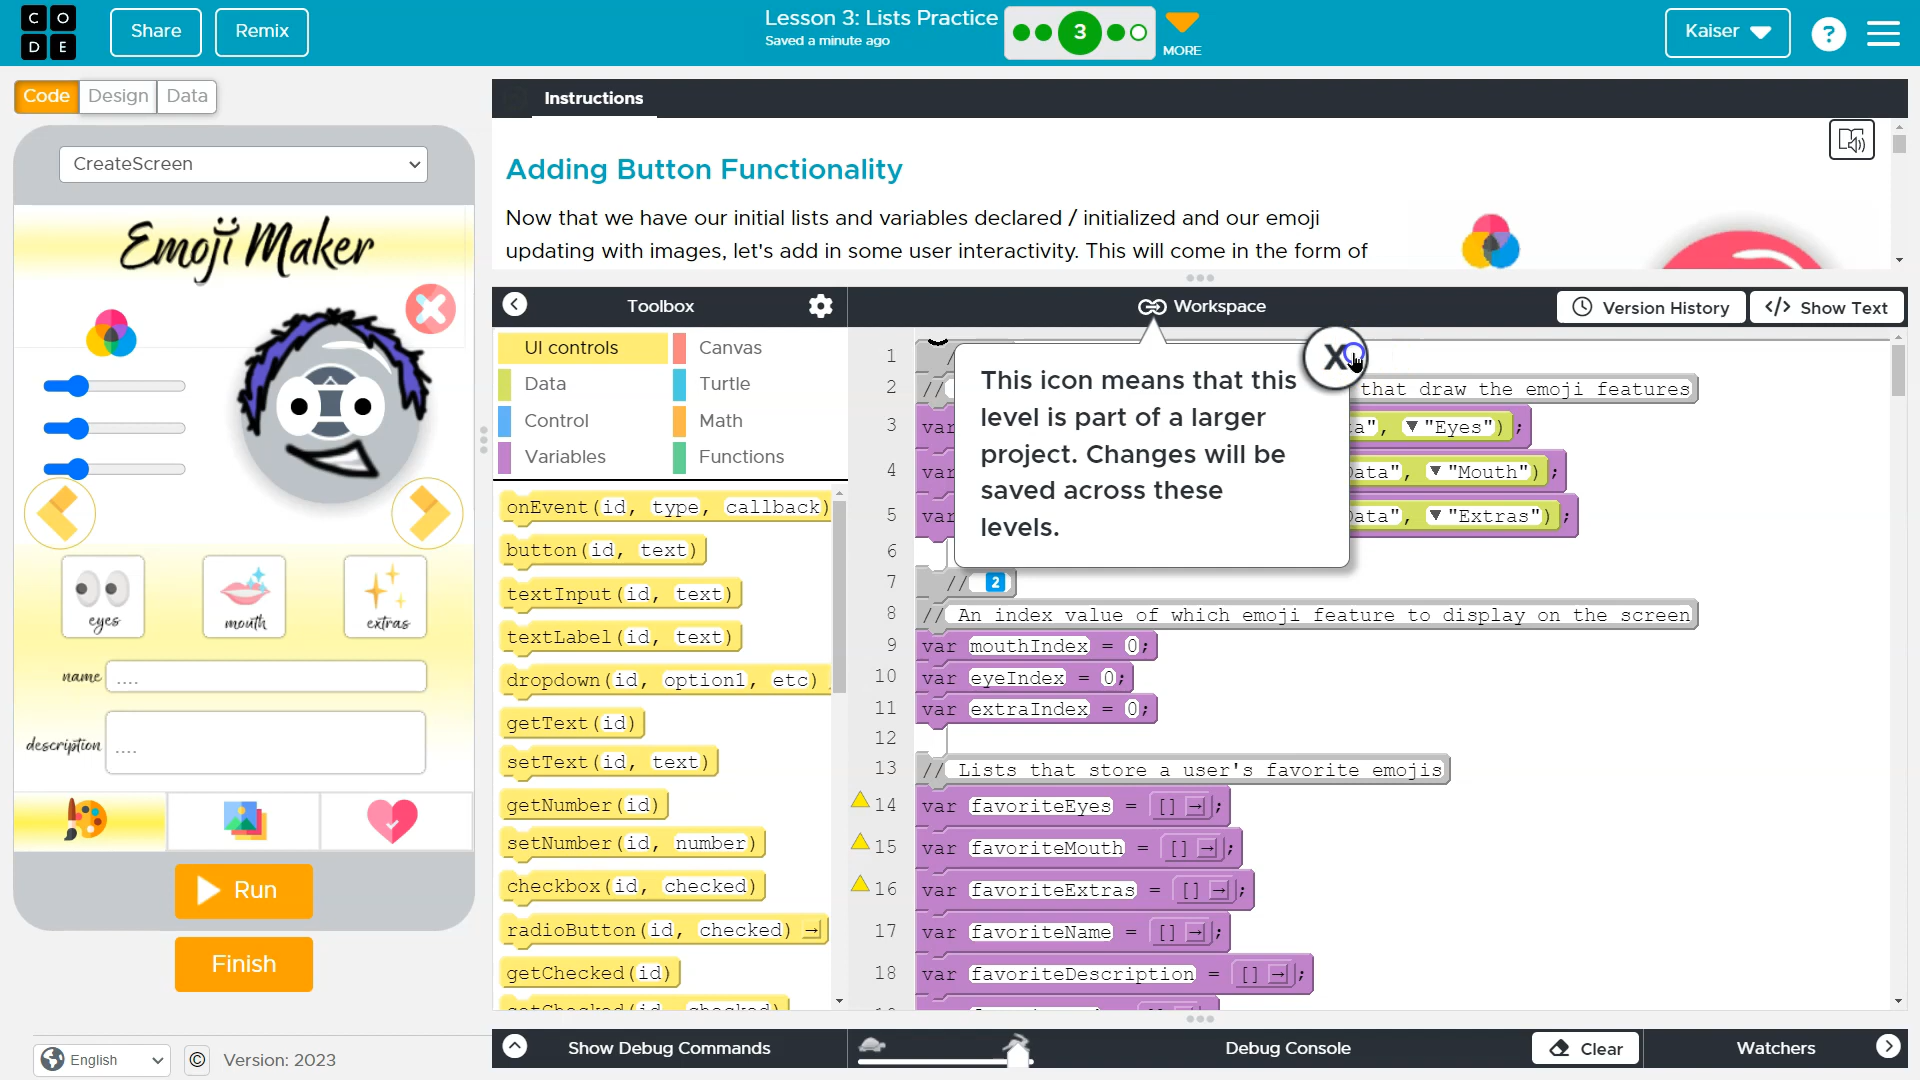 CODE
Share
Remix
Lesson 3: Lists Practice
Saved a minute ago
3
MORE
Kaiser
?
Code
Design
Data
CreateScreen
Emoji Maker
eyes
mouth
extras
name
....
description
....
Run
Finish
English
©
Version: 2023
Instructions
Adding Button Functionality
Now that we have our initial lists and variables declared / initialized and our emoji
updating with images, let's add in some user interactivity. This will come in the form of
Toolbox
Workspace
Version History
</> Show Text
UI controls
Canvas
Data
Turtle
Control
Math
Variables
Functions
onEvent(id, type, callback)
button(id, text)
textInput(id, text)
textLabel(id, text)
dropdown(id, option1, etc)
getText(id)
setText(id, text)
getNumber(id)
setNumber(id, number)
checkbox(id, checked)
radioButton(id, checked)
getChecked(id)
setChecked(id, checked)
X
This icon means that this
level is part of a larger
project. Changes will be
saved across these
levels.
1
2 // that draw the emoji features
3 var "Eyes");
4 var "Mouth");
5 var "Extras");
6
7 // 2
8 // An index value of which emoji feature to display on the screen
9 var mouthIndex = 0;
10 var eyeIndex = 0;
11 var extraIndex = 0;
12
13 // Lists that store a user's favorite emojis
14 var favoriteEyes = [];
15 var favoriteMouth = [];
16 var favoriteExtras = [];
17 var favoriteName = [];
18 var favoriteDescription = [];
Show Debug Commands
Debug Console
Clear
Watchers